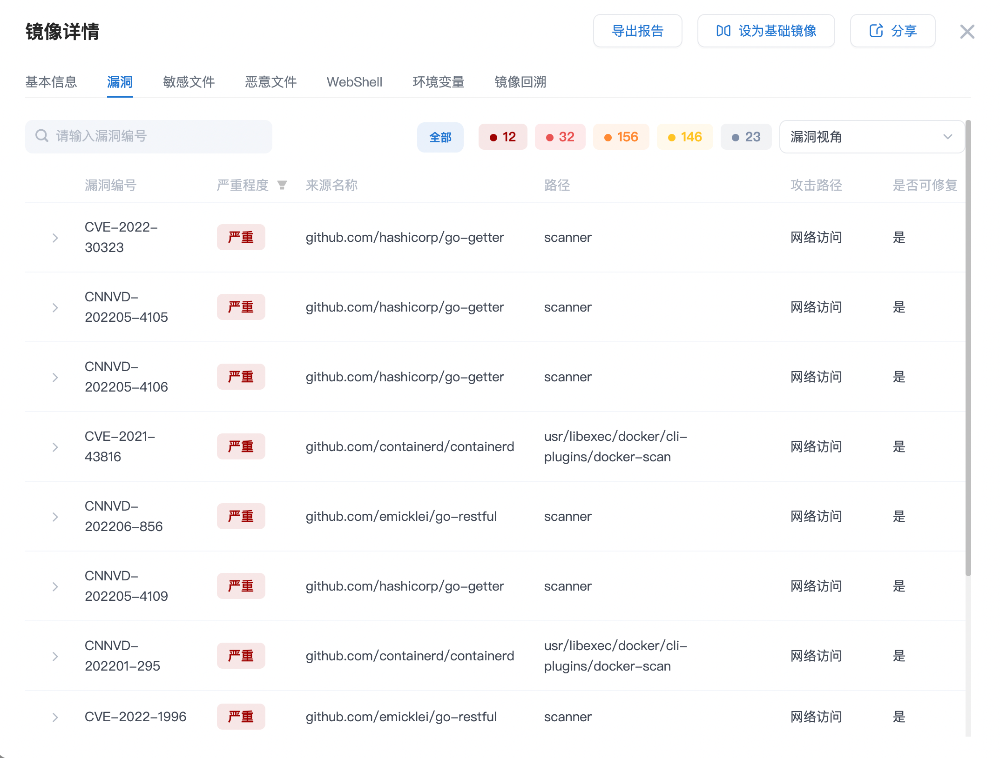 镜像详情
导出报告
设为基础镜像
分享
基本信息 漏洞 敏感文件 恶意文件 WebShell 环境变量 镜像回溯
请输入漏洞编号
全部 12 32 156 146 23 漏洞视角
漏洞编号 严重程度 来源名称 路径 攻击路径 是否可修复
CVE-2022-
30323
严重 github.com/hashicorp/go-getter scanner 网络访问 是
CNNVD-
202205-4105
严重 github.com/hashicorp/go-getter scanner 网络访问 是
CNNVD-
202205-4106
严重 github.com/hashicorp/go-getter scanner 网络访问 是
CVE-2021-
43816
严重 github.com/containerd/containerd
usr/libexec/docker/cli-
plugins/docker-scan
网络访问 是
CNNVD-
202206-856
严重 github.com/emicklei/go-restful scanner 网络访问 是
CNNVD-
202205-4109
严重 github.com/hashicorp/go-getter scanner 网络访问 是
CNNVD-
202201-295
严重 github.com/containerd/containerd
usr/libexec/docker/cli-
plugins/docker-scan
网络访问 是
CVE-2022-1996 严重 github.com/emicklei/go-restful scanner 网络访问 是